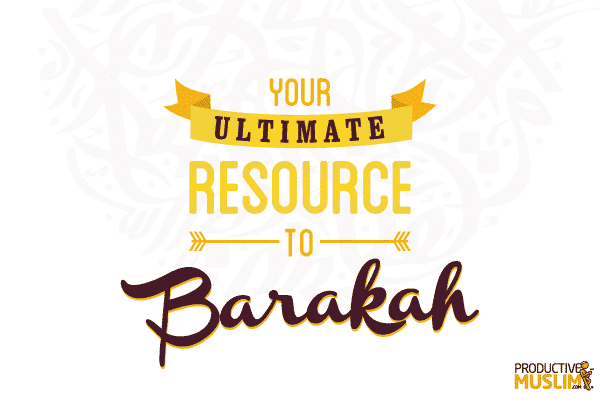 YOUR
ULTIMATE
RESOURCE
TO
Barakah
PRODUCTIVE
MUSLIM
.COM